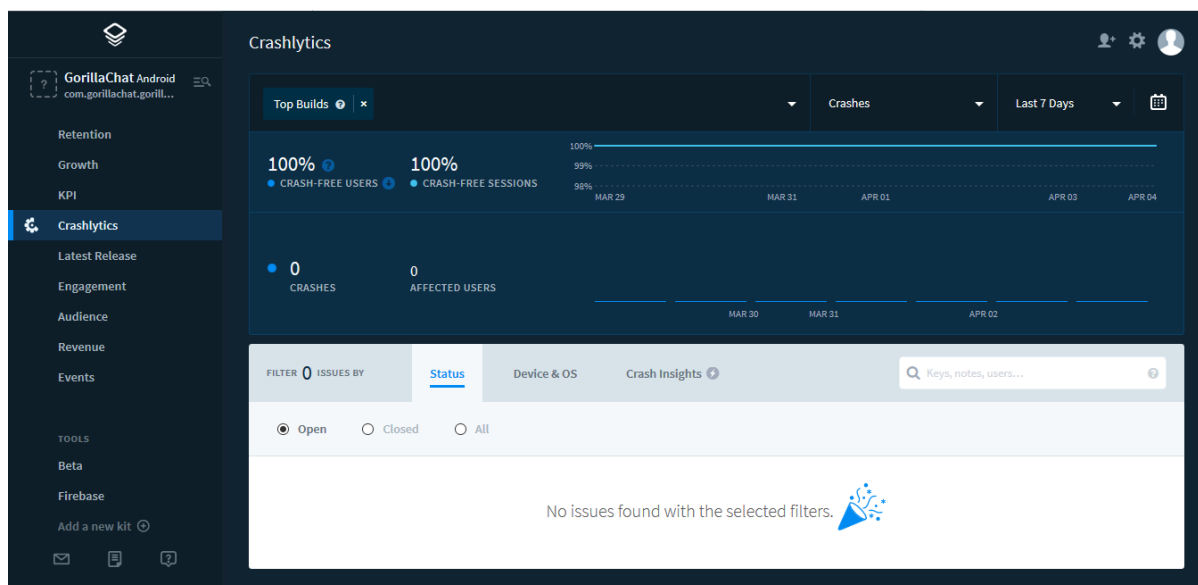 Crashlytics
GorillaChat Android
com.gorillachat.gorill...
Retention
Growth
KPI
Crashlytics
Latest Release
Engagement
Audience
Revenue
Events
TOOLS
Beta
Firebase
Add a new kit
Top Builds
Crashes
Last 7 Days
100%
CRASH-FREE USERS
100%
CRASH-FREE SESSIONS
100%
99%
98%
MAR 29 MAR 31 APR 01 APR 03 APR 04
0
CRASHES
0
AFFECTED USERS
MAR 30 MAR 31 APR 02
FILTER 0 ISSUES BY
Status
Device & OS
Crash Insights
Keys, notes, users...
Open Closed All
No issues found with the selected filters.